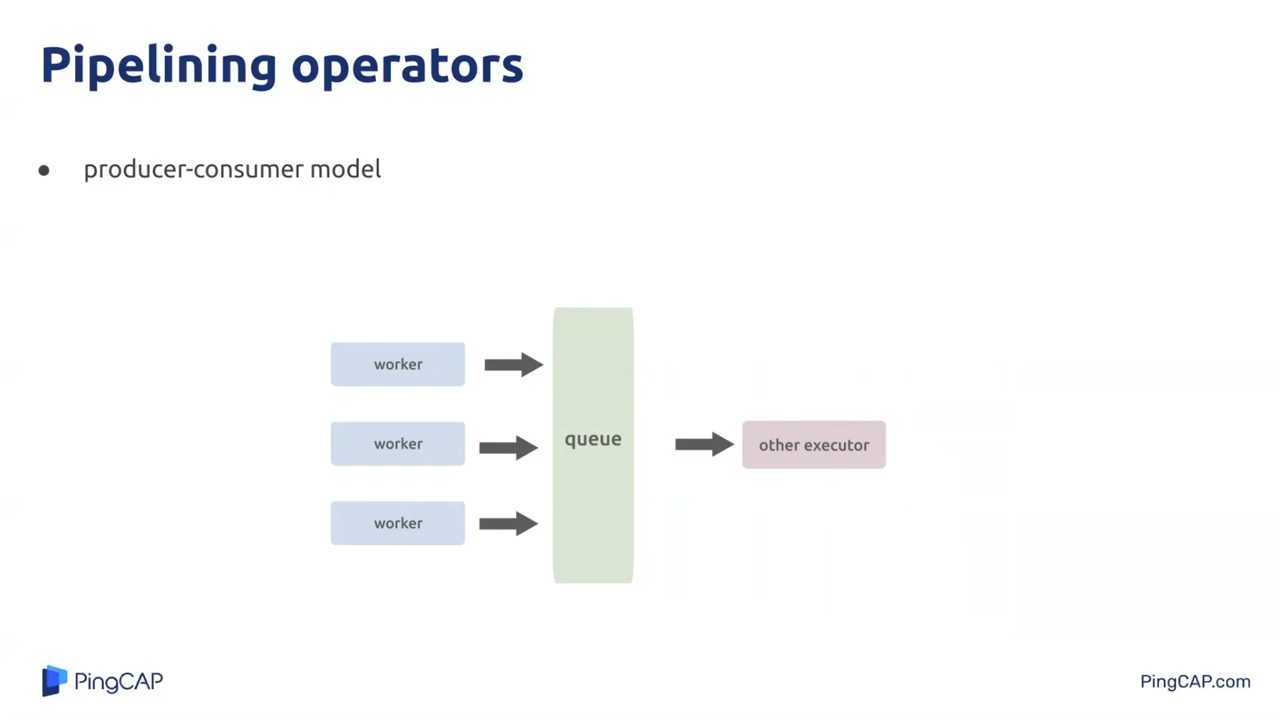 Pipelining operators
● producer-consumer model
worker
worker
queue
other executor
worker
PingCAP
PingCAP.com